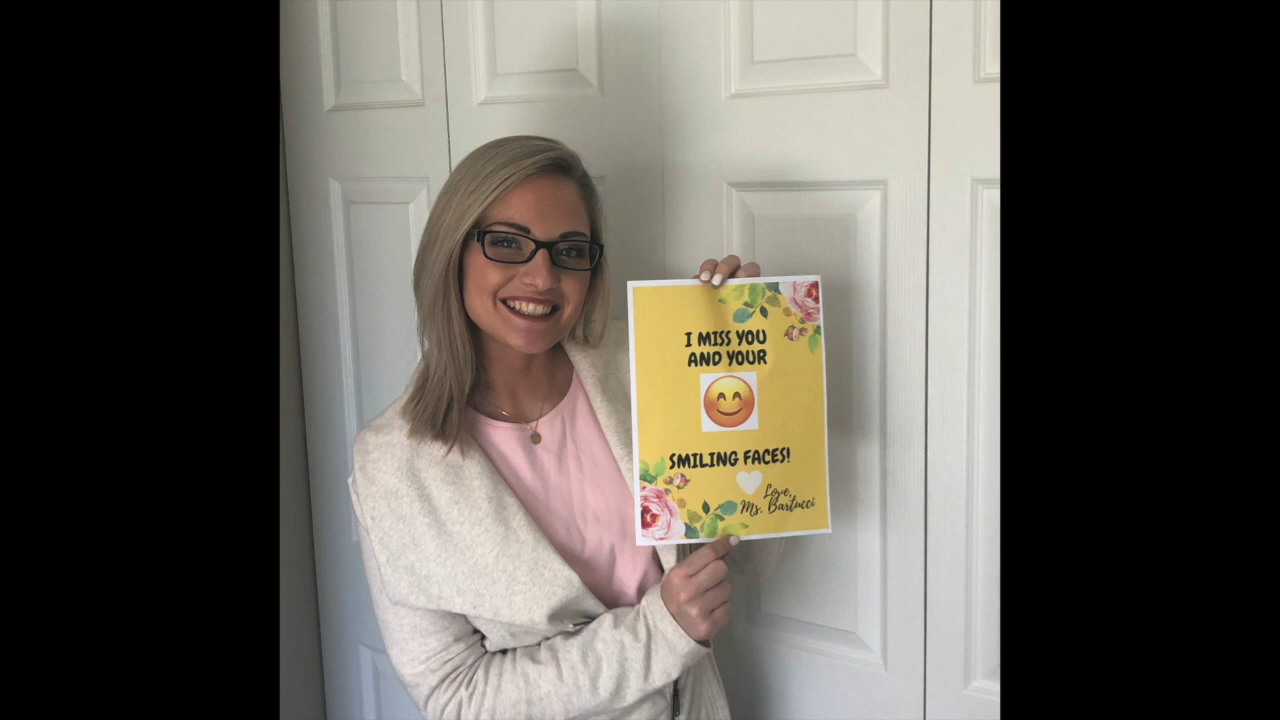 I MISS YOU
AND YOUR
SMILING FACES!
Love,
Ms. Bartucci